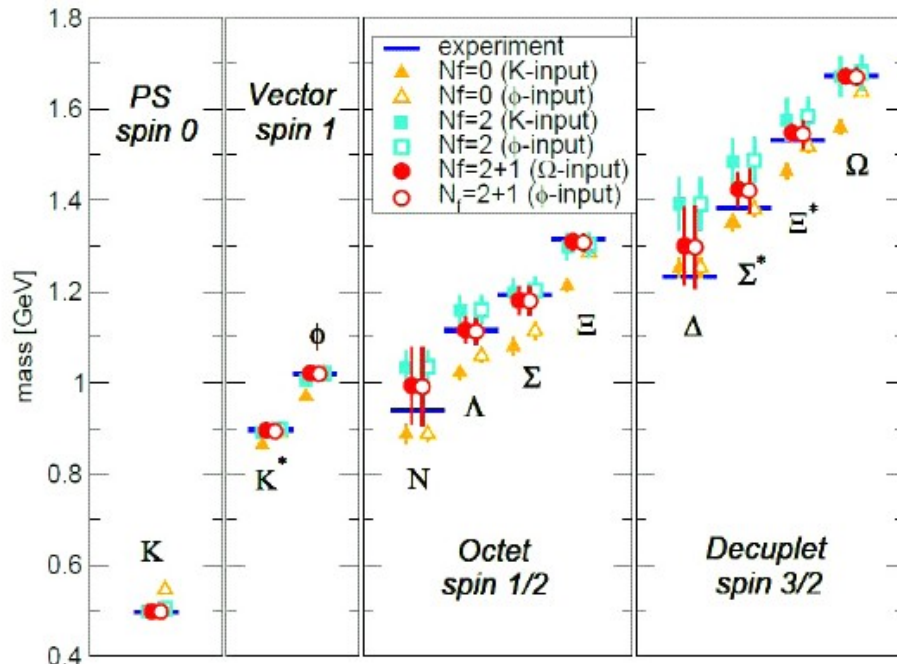 1.8
1.6
1.4
1.2
1
0.8
0.6
0.4
mass [GeV]
PS
spin 0
K
Vector
spin 1
ϕ
K*
experiment
Nf=0 (K-input)
Nf=0 (ϕ-input)
Nf=2 (K-input)
Nf=2 (ϕ-input)
Nf=2+1 (Ω-input)
N_f=2+1 (ϕ-input)
N
Λ
Σ
Ξ
Octet
spin 1/2
Δ
Σ*
Ξ*
Ω
Decuplet
spin 3/2